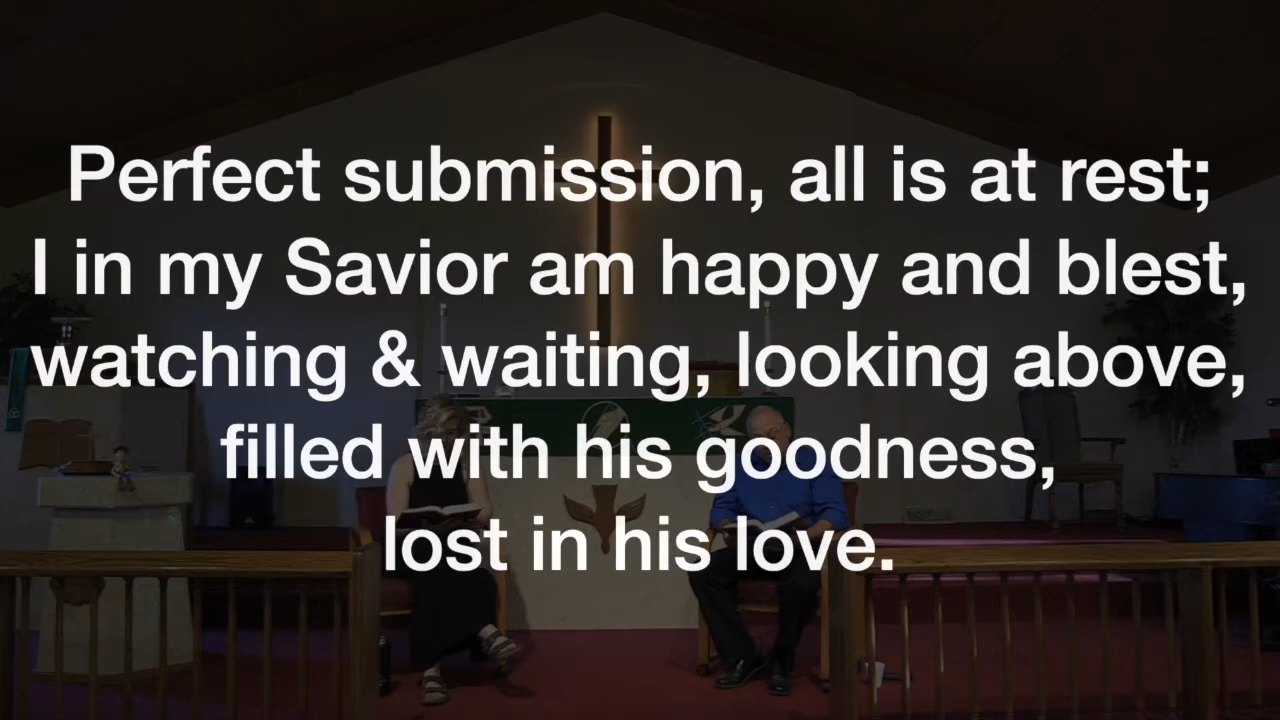 Perfect submission, all is at rest;
I in my Savior am happy and blest,
watching & waiting, looking above,
filled with his goodness,
lost in his love.